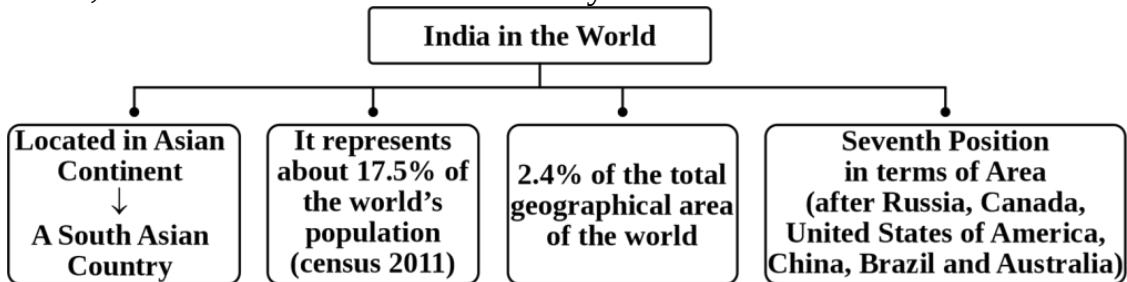 India in the World
Located in Asian
Continent
↓
A South Asian
Country
It represents
about 17.5% of
the world's
population
(census 2011)
2.4% of the total
geographical area
of the world
Seventh Position
in terms of Area
(after Russia, Canada,
United States of America,
China, Brazil and Australia)